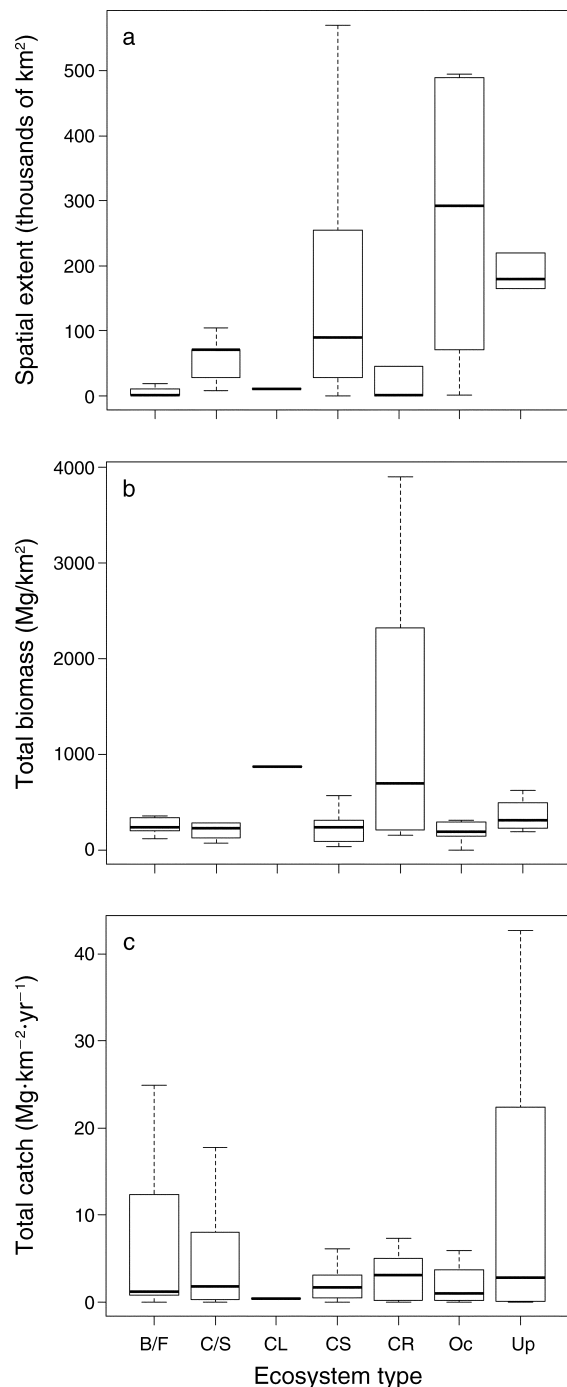 a
Spatial extent (thousands of km²)
500
400
300
200
100
0
b
Total biomass (Mg/km²)
4000
3000
2000
1000
0
c
Total catch (Mg·km⁻²·yr⁻¹)
40
30
20
10
0
B/F C/S CL CS CR Oc Up
Ecosystem type